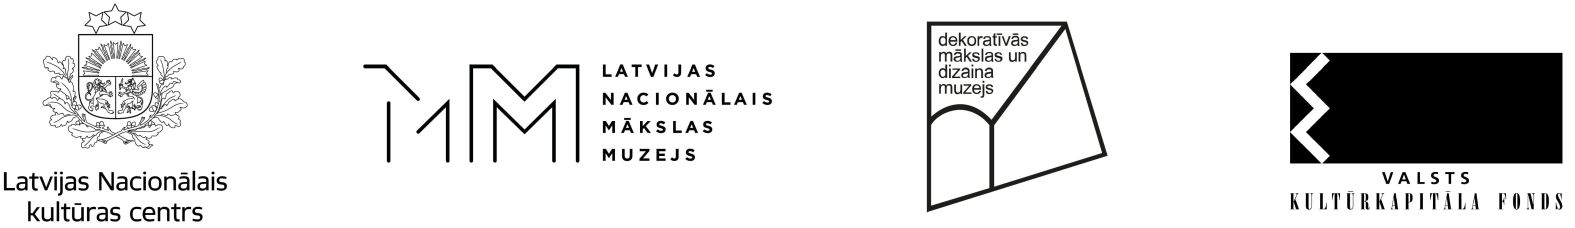 Latvijas Nacionālais
kultūras centrs
LATVIJAS
NACIONĀLAIS
MĀKSLAS
MUZEJS
dekoratīvās
mākslas un
dizaina
muzejs
VALSTS
KULTŪRKAPITĀLA FONDS